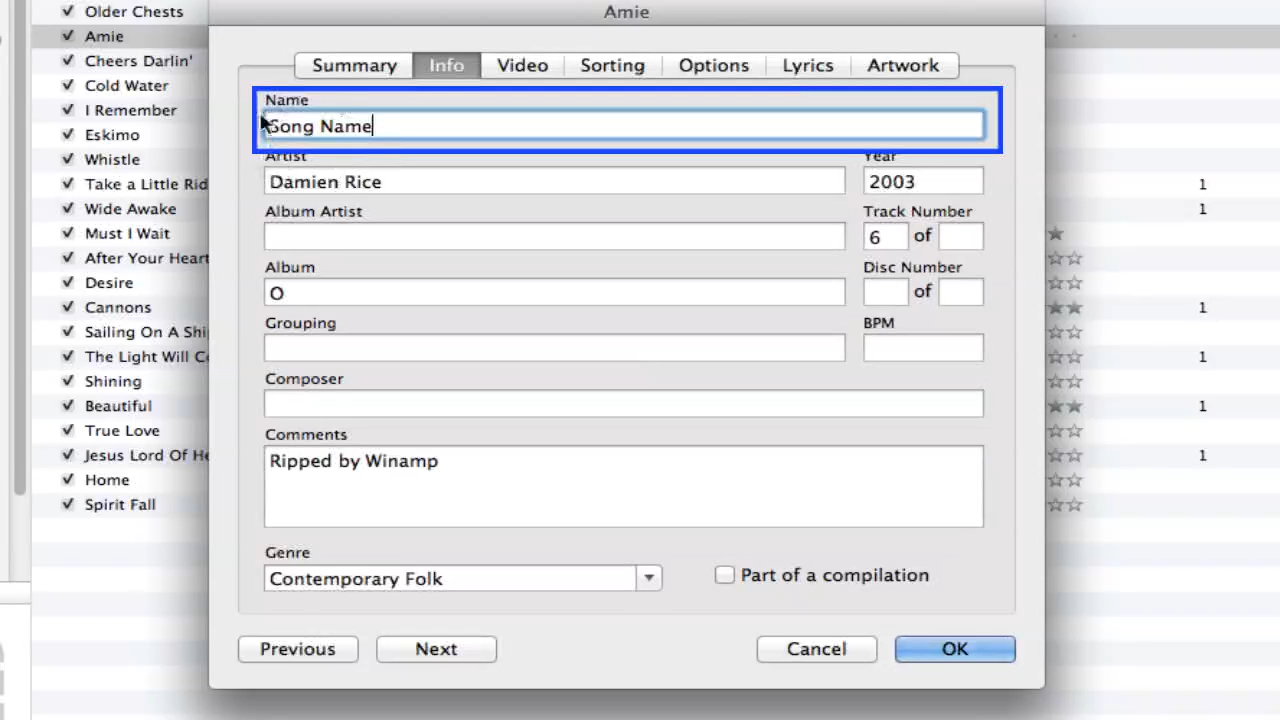 Older Chests
Amie
Amie
Cheers Darlin'
Cold Water
I Remember
Eskimo
Whistle
Take a Little Rid
1
Wide Awake
1
Must I Wait
After Your Heart
Desire
Cannons
1
Sailing On A Shi
The Light Will Co
1
Shining
Beautiful
1
True Love
Jesus Lord Of He
1
Home
Spirit Fall
Summary Info Video Sorting Options Lyrics Artwork
Name
Song Name
Artist Year
Damien Rice 2003
Album Artist Track Number
6 of
Album Disc Number
O of
Grouping BPM
Composer
Comments
Ripped by Winamp
Genre
Contemporary Folk Part of a compilation
Previous Next Cancel OK